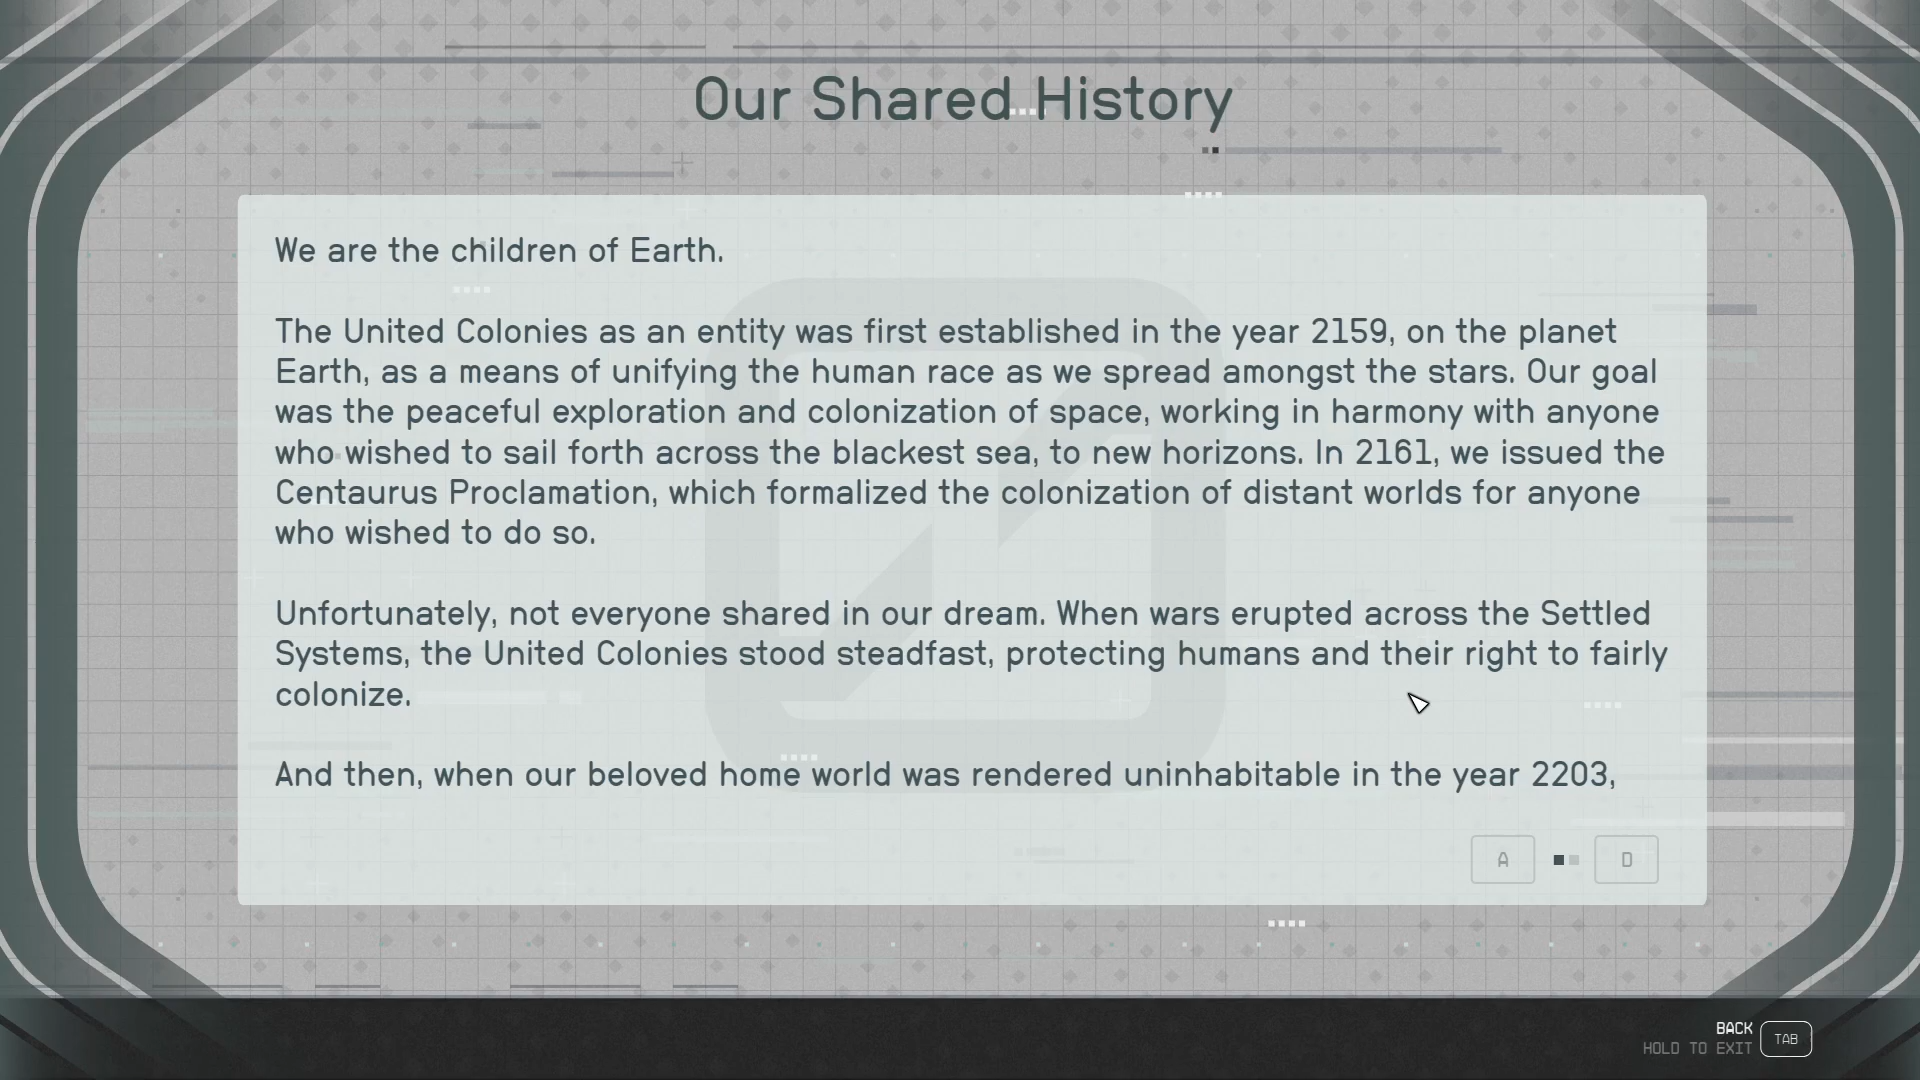 Our Shared History
We are the children of Earth.
The United Colonies as an entity was first established in the year 2159, on the planet
Earth, as a means of unifying the human race as we spread amongst the stars. Our goal
was the peaceful exploration and colonization of space, working in harmony with anyone
who wished to sail forth across the blackest sea, to new horizons. In 2161, we issued the
Centaurus Proclamation, which formalized the colonization of distant worlds for anyone
who wished to do so.
Unfortunately, not everyone shared in our dream. When wars erupted across the Settled
Systems, the United Colonies stood steadfast, protecting humans and their right to fairly
colonize.
And then, when our beloved home world was rendered uninhabitable in the year 2203,
A D
BACK
HOLD TO EXIT
TAB